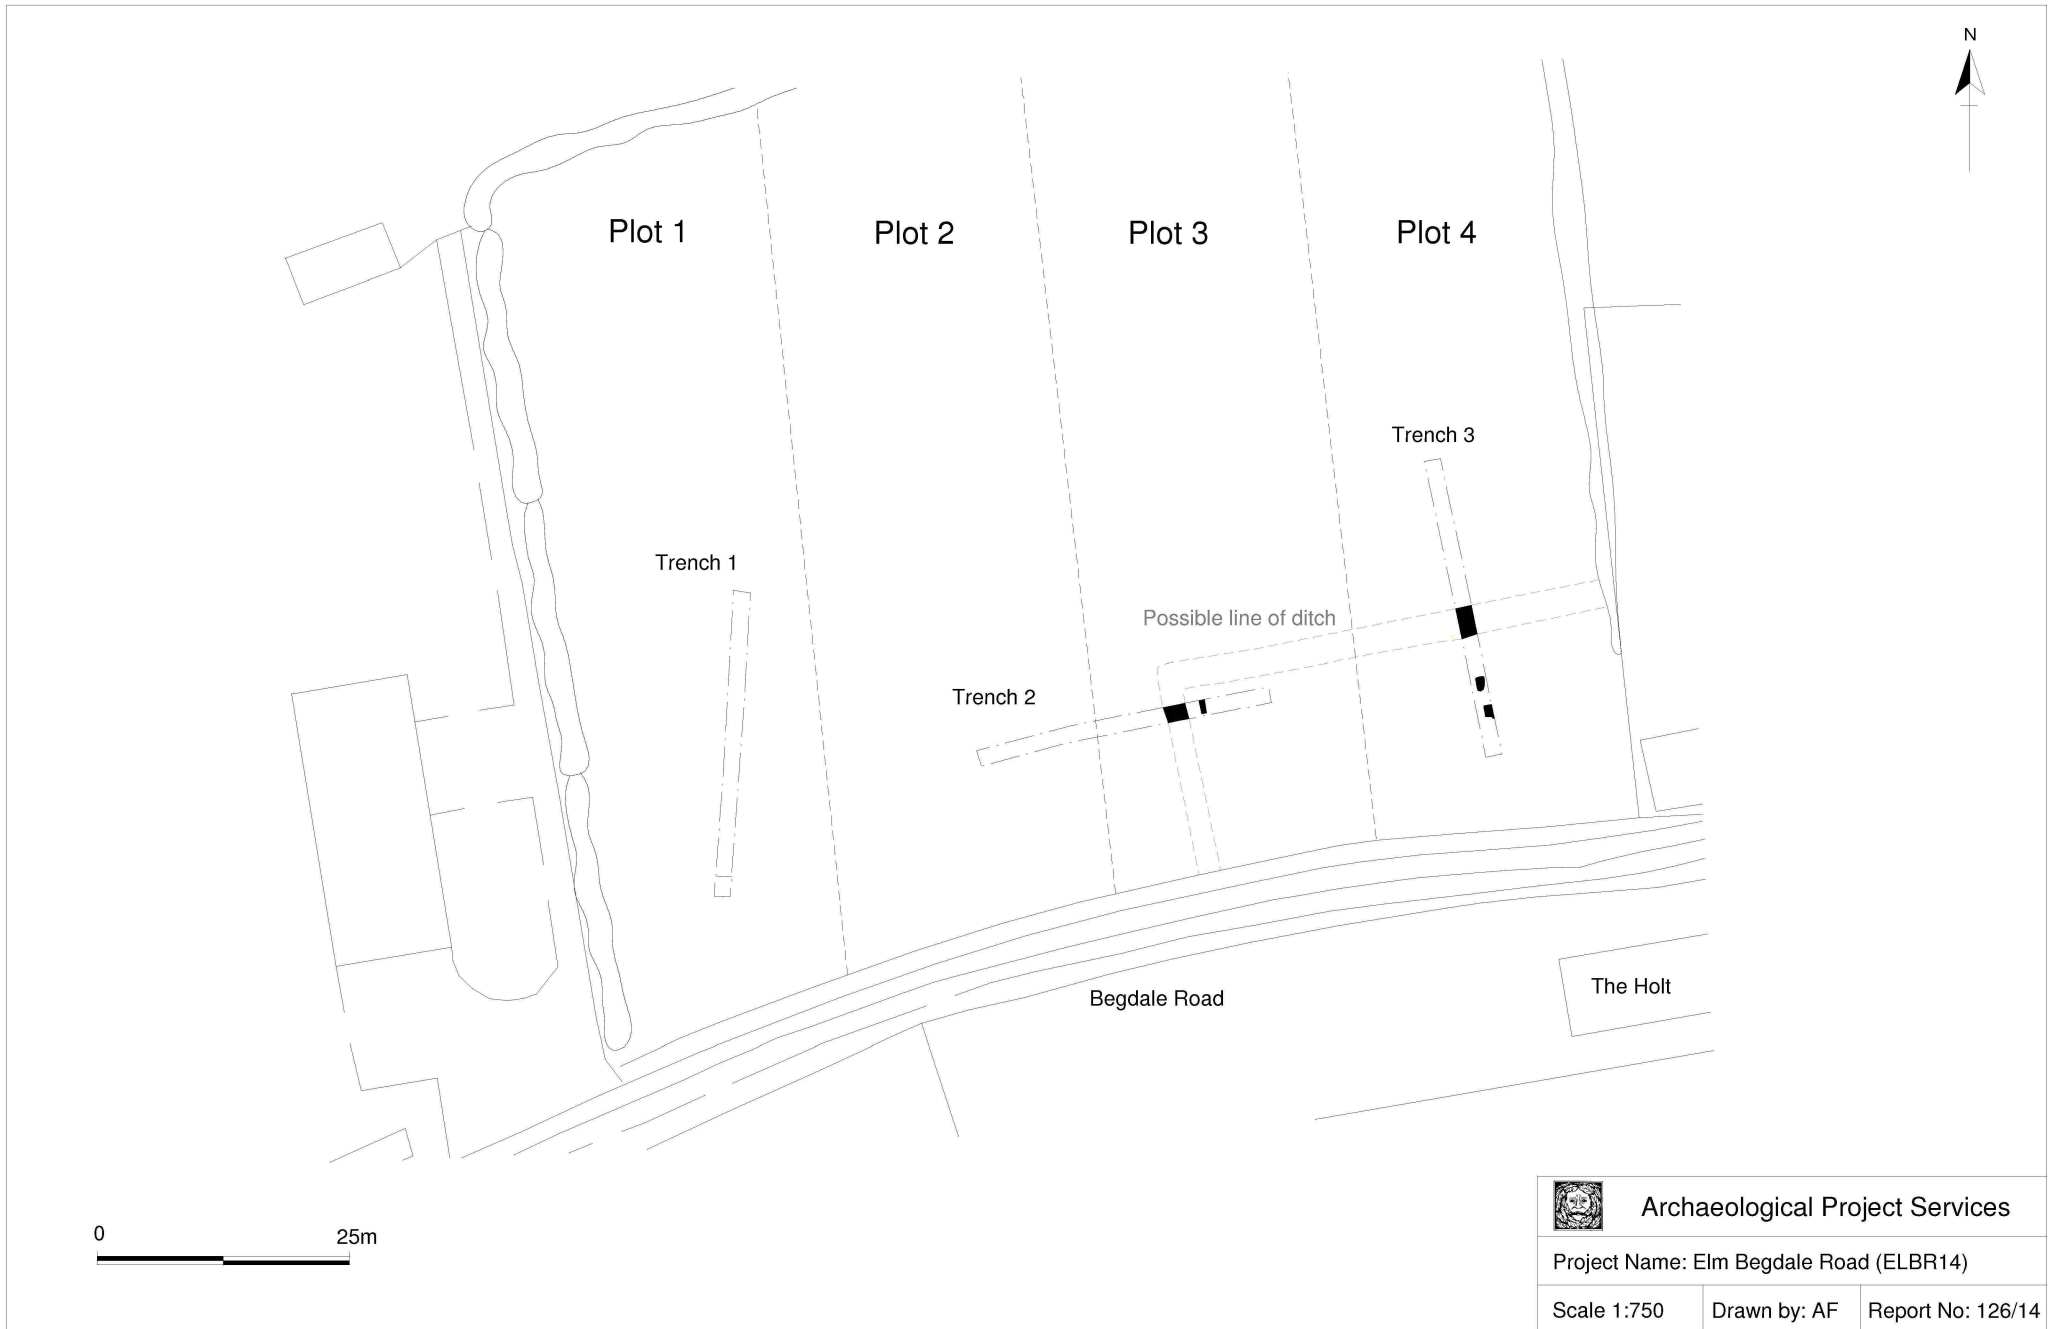 N
Plot 1
Plot 2
Plot 3
Plot 4
Trench 3
Trench 1
Possible line of ditch
Trench 2
The Holt
Begdale Road
0
25m
Archaeological Project Services
Project Name: Elm Begdale Road (ELBR14)
Scale 1:750
Drawn by: AF
Report No: 126/14